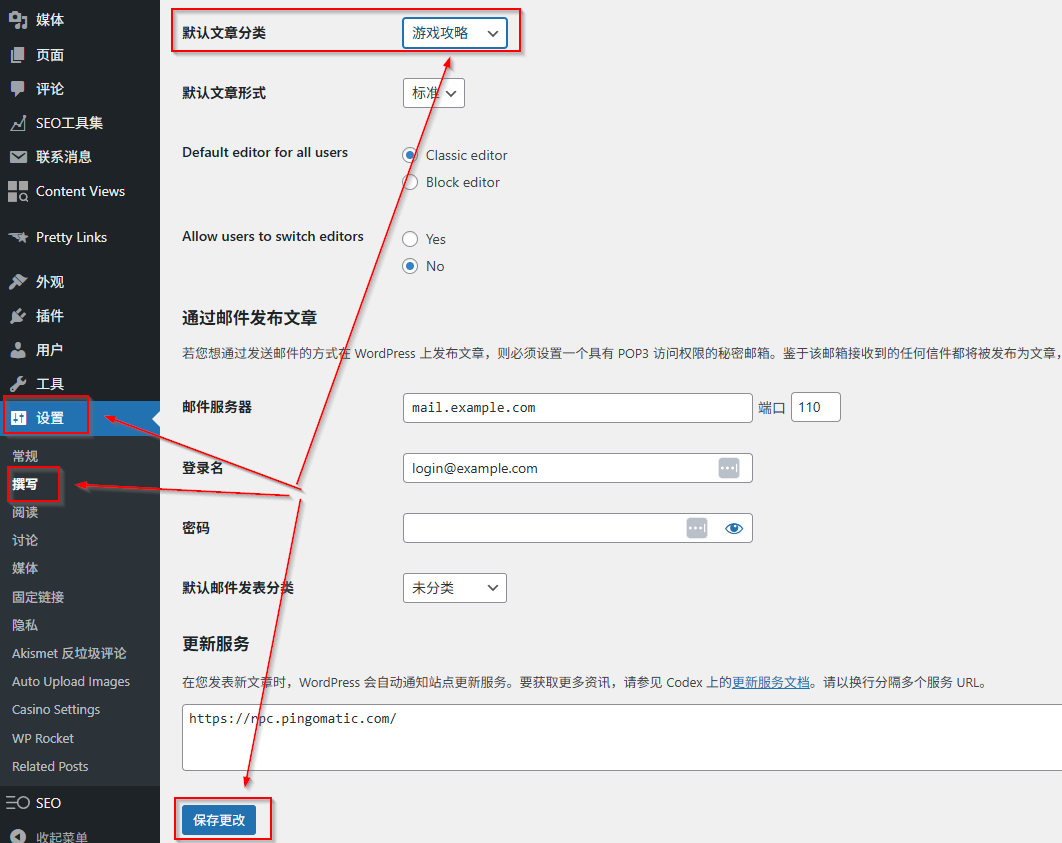 媒体
页面
评论
SEO工具集
联系消息
Content Views
Pretty Links
外观
插件
用户
工具
设置
常规
撰写
阅读
讨论
媒体
固定链接
隐私
Akismet 反垃圾评论
Auto Upload Images
Casino Settings
WP Rocket
Related Posts
SEO
收起菜单
默认文章分类 游戏攻略
默认文章形式 标准
Default editor for all users Classic editor
Block editor
Allow users to switch editors Yes
No
通过邮件发布文章
若您想通过发送邮件的方式在 WordPress 上发布文章，则必须设置一个具有 POP3 访问权限的秘密邮箱。鉴于该邮箱接收到的任何信件都将被发布为文章，
邮件服务器 mail.example.com 端口 110
登录名 login@example.com
密码
默认邮件发表分类 未分类
更新服务
在您发表新文章时，WordPress 会自动通知站点更新服务。要获取更多资讯，请参见 Codex 上的更新服务文档。请以换行分隔多个服务 URL。
https://rpc.pingomatic.com/
保存更改